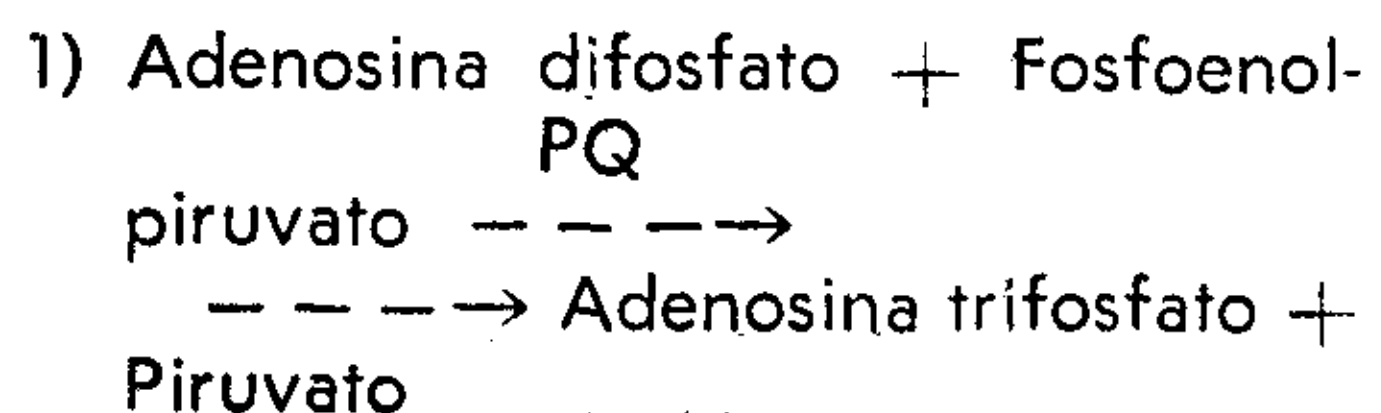 1) Adenosina difosfato + Fosfoenol-
PQ
piruvato - - - →
- - - → Adenosina trifosfato +
Piruvato